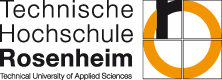 Technische
Hochschule
Rosenheim
Technical University of Applied Sciences